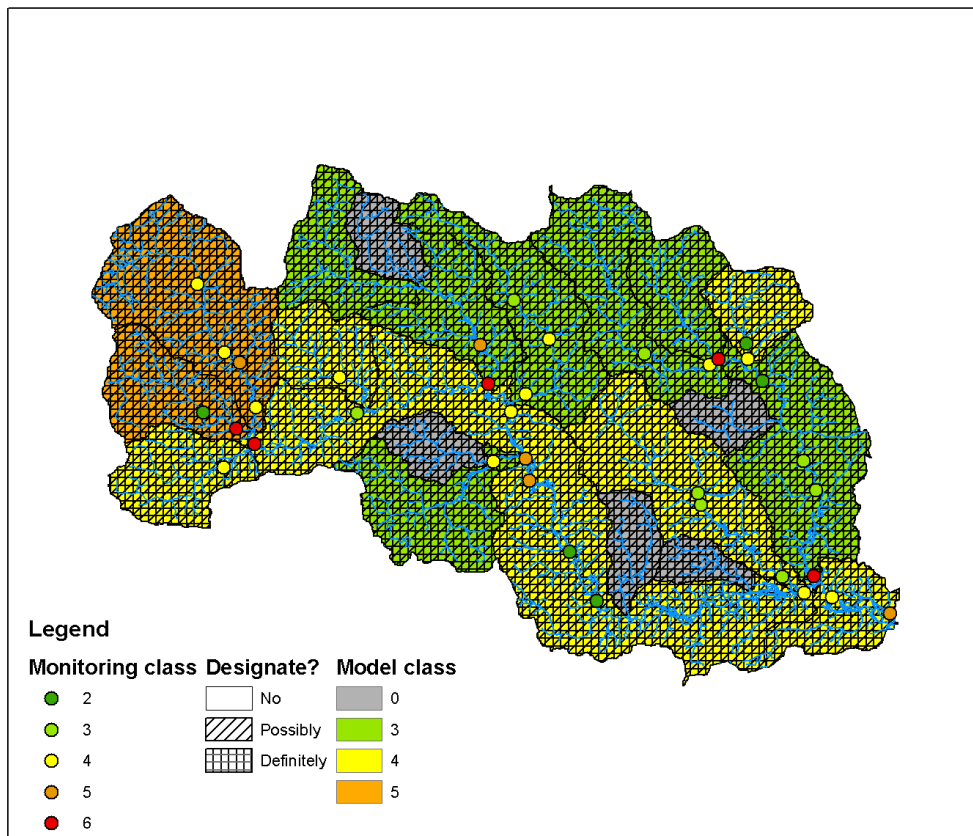 Legend
Monitoring class Designate? Model class
2 No 0
3 Possibly 3
4 Definitely 4
5 5
6